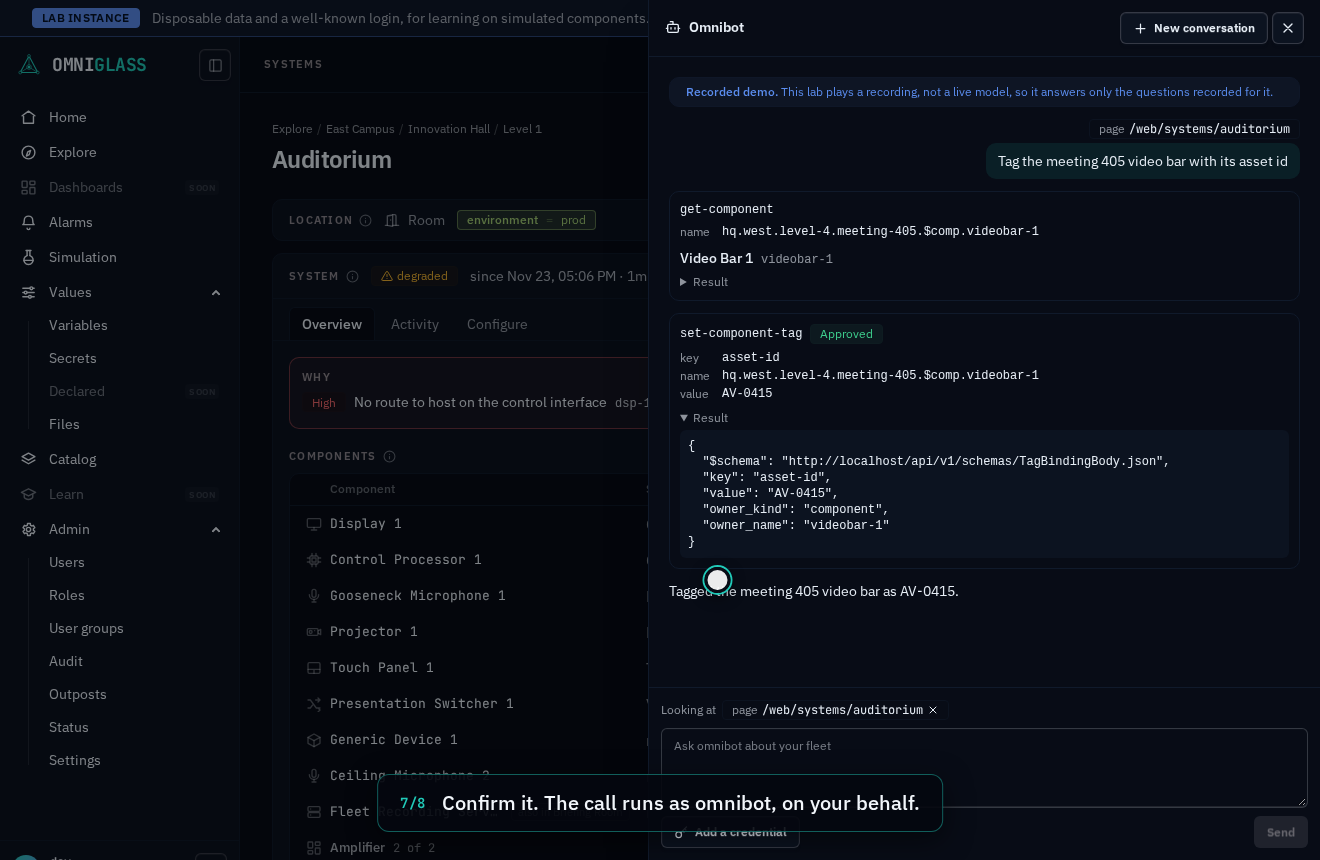 LAB INSTANCE Disposable data and a well-known login, for learning on simulated components.
OMNIGLASS
Home
Explore
Dashboards SOON
Alarms
Simulation
Values
Variables
Secrets
Declared SOON
Files
Catalog
Learn SOON
Admin
Users
Roles
User groups
Audit
Outposts
Status
Settings
SYSTEMS
Explore / East Campus / Innovation Hall / Level 1
Auditorium
LOCATION Room environment = prod
SYSTEM degraded since Nov 23, 05:06 PM · 1m
Overview Activity Configure
WHY
High No route to host on the control interface dsp-1
COMPONENTS
Component
Display 1
Control Processor 1
Gooseneck Microphone 1
Projector 1
Touch Panel 1
Presentation Switcher 1
Generic Device 1
Ceiling Microphone 2
Fleet Recording
Amplifier 2 of 2
Omnibot
New conversation
Recorded demo. This lab plays a recording, not a live model, so it answers only the questions recorded for it.
page /web/systems/auditorium
Tag the meeting 405 video bar with its asset id
get-component
name hq.west.level-4.meeting-405.$comp.videobar-1
Video Bar 1 videobar-1
Result
set-component-tag Approved
key asset-id
name hq.west.level-4.meeting-405.$comp.videobar-1
value AV-0415
Result
{
"$schema": "http://localhost/api/v1/schemas/TagBindingBody.json",
"key": "asset-id",
"value": "AV-0415",
"owner_kind": "component",
"owner_name": "videobar-1"
}
Tagged the meeting 405 video bar as AV-0415.
Looking at page /web/systems/auditorium
Ask omnibot about your fleet
Add a credential
Send
7/8 Confirm it. The call runs as omnibot, on your behalf.